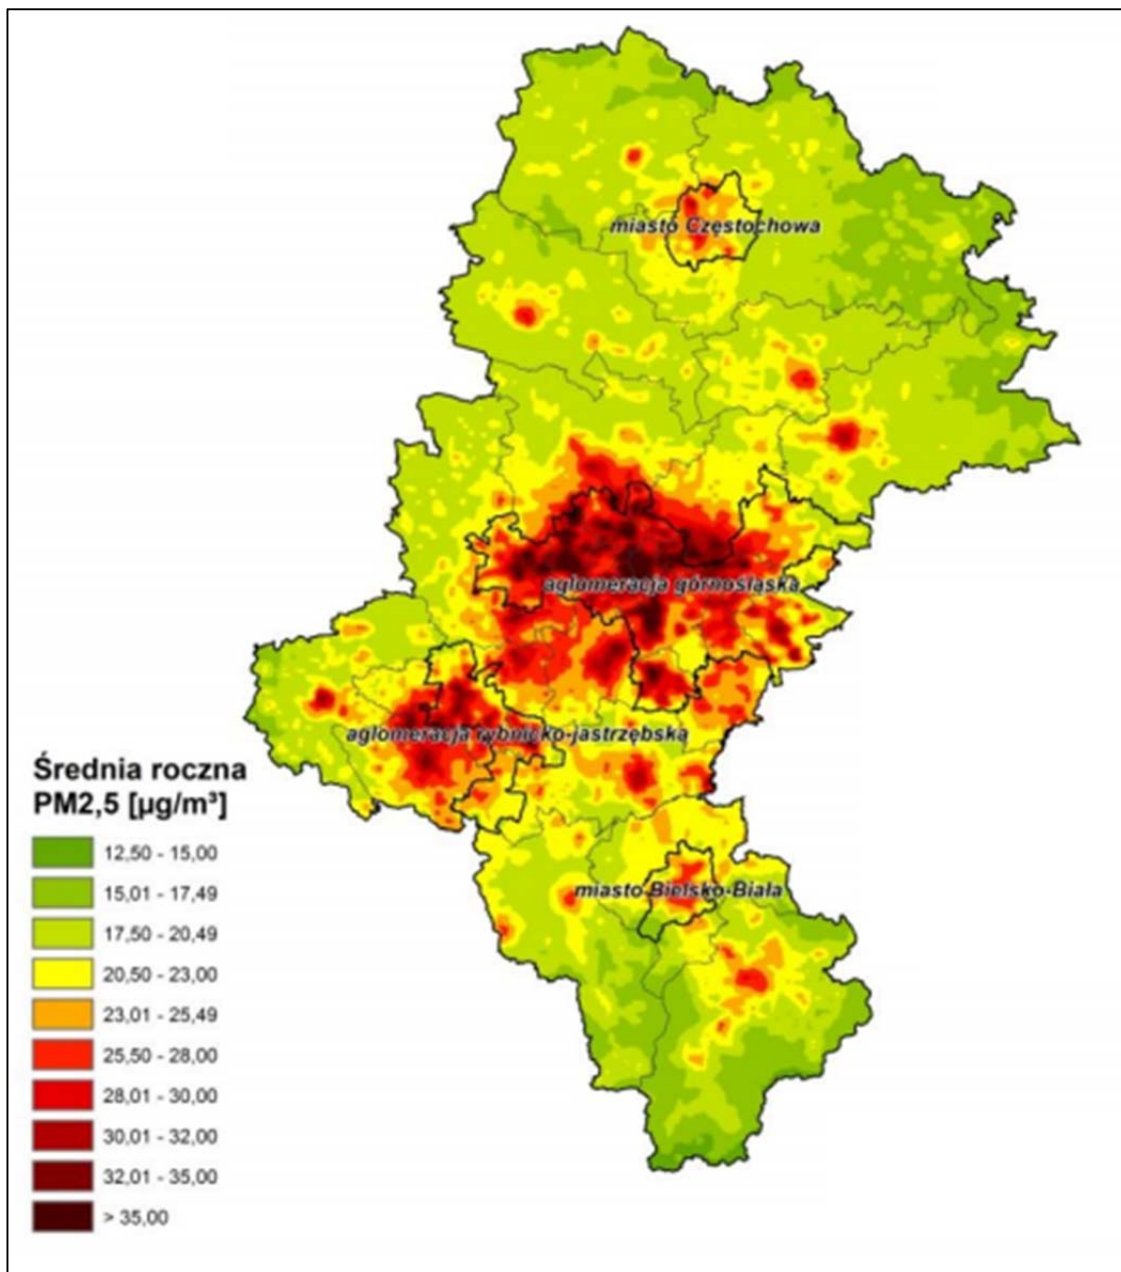 miasto Częstochowa
aglomeracja górnośląska
aglomeracja rybnicko-jastrzębska
miasto Bielsko-Biała
Średnia roczna
PM2,5 [µg/m³]
12,50 - 15,00
15,01 - 17,49
17,50 - 20,49
20,50 - 23,00
23,01 - 25,49
25,50 - 28,00
28,01 - 30,00
30,01 - 32,00
32,01 - 35,00
> 35,00